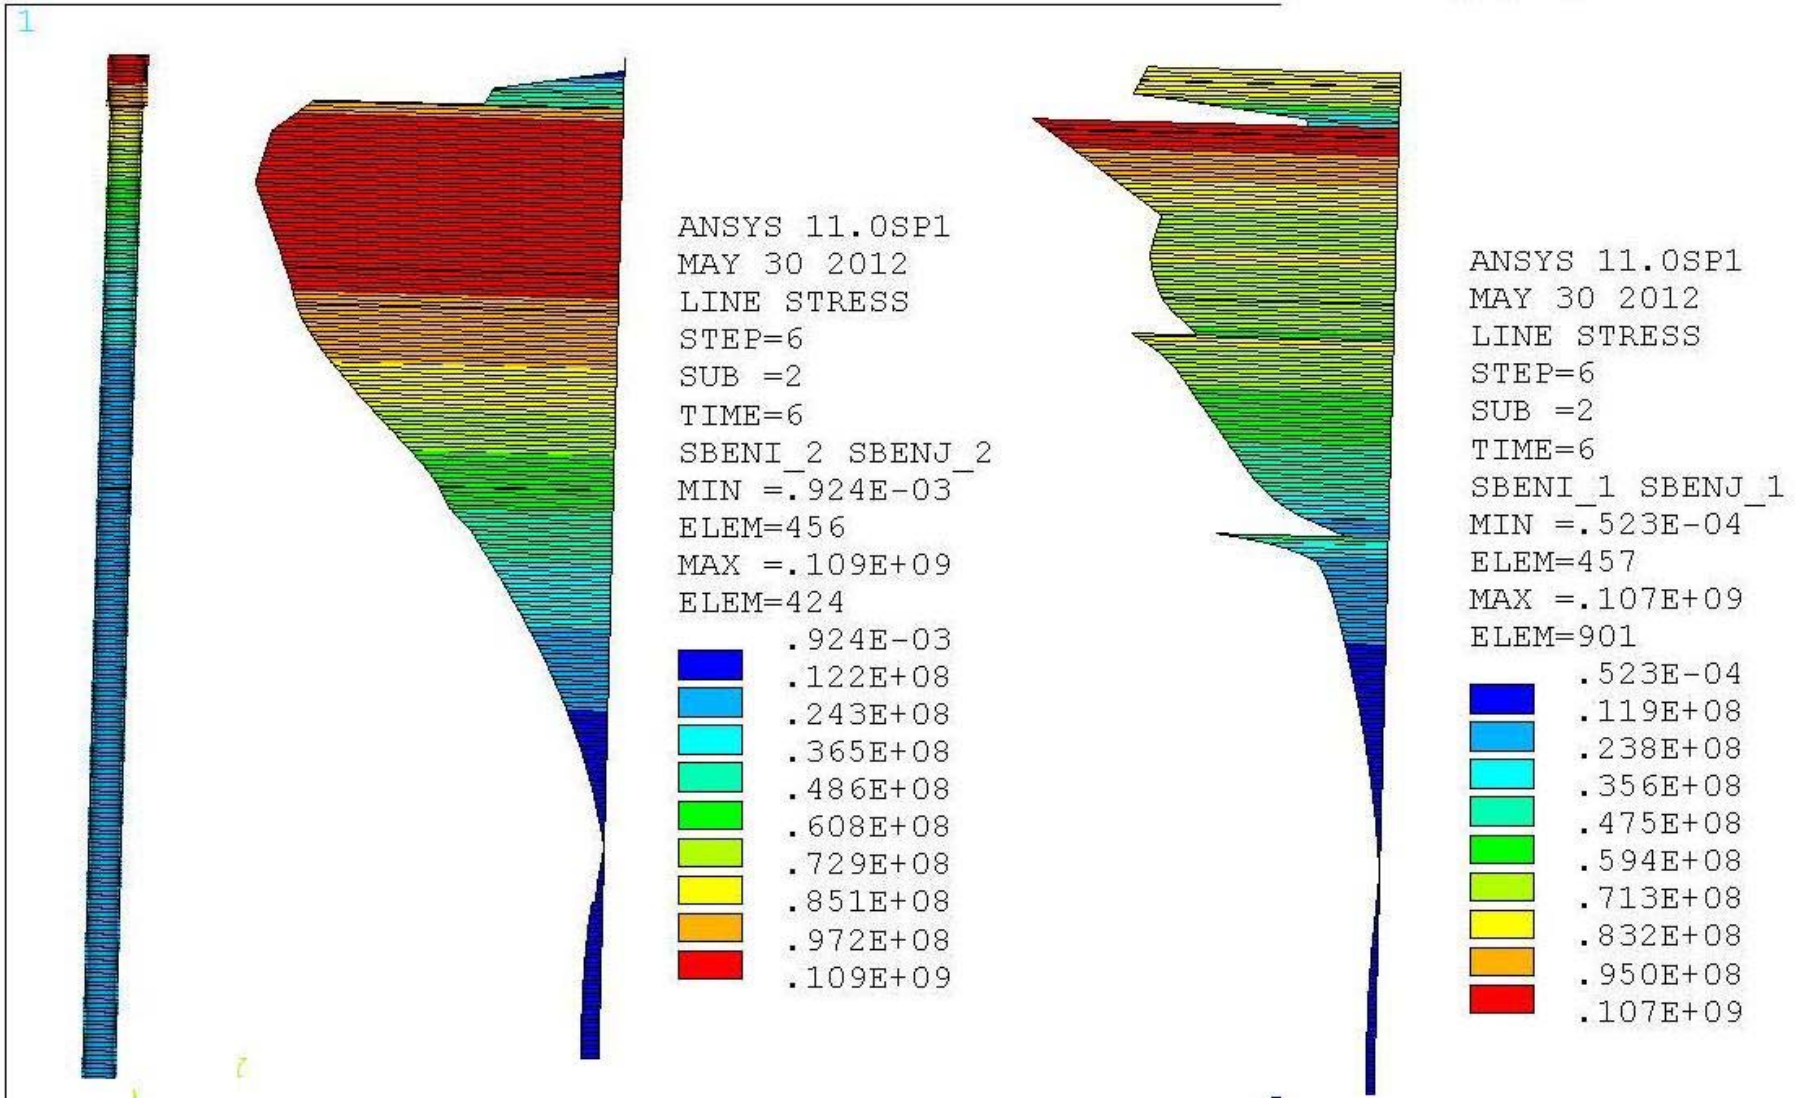 1
ANSYS 11.0SP1
MAY 30 2012
LINE STRESS
STEP=6
SUB =2
TIME=6
SBENI_2 SBENJ_2
MIN =.924E-03
ELEM=456
MAX =.109E+09
ELEM=424
.924E-03
.122E+08
.243E+08
.365E+08
.486E+08
.608E+08
.729E+08
.851E+08
.972E+08
.109E+09
ANSYS 11.0SP1
MAY 30 2012
LINE STRESS
STEP=6
SUB =2
TIME=6
SBENI_1 SBENJ_1
MIN =.523E-04
ELEM=457
MAX =.107E+09
ELEM=901
.523E-04
.119E+08
.238E+08
.356E+08
.475E+08
.594E+08
.713E+08
.832E+08
.950E+08
.107E+09